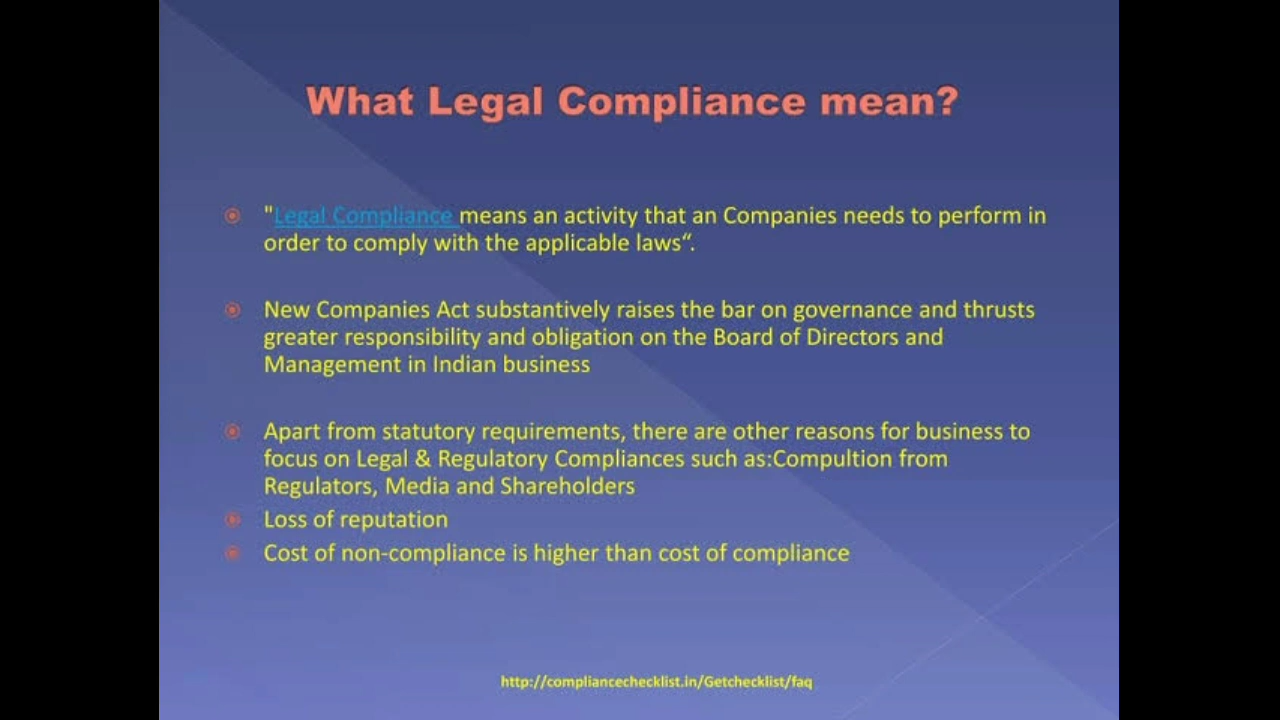 What Legal Compliance mean?
"Legal Compliance means an activity that an Companies needs to perform in
order to comply with the applicable laws“.
New Companies Act substantively raises the bar on governance and thrusts
greater responsibility and obligation on the Board of Directors and
Management in Indian business
Apart from statutory requirements, there are other reasons for business to
focus on Legal & Regulatory Compliances such as:Compultion from
Regulators, Media and Shareholders
Loss of reputation
Cost of non-compliance is higher than cost of compliance
http://compliancechecklist.in/Getchecklist/faq